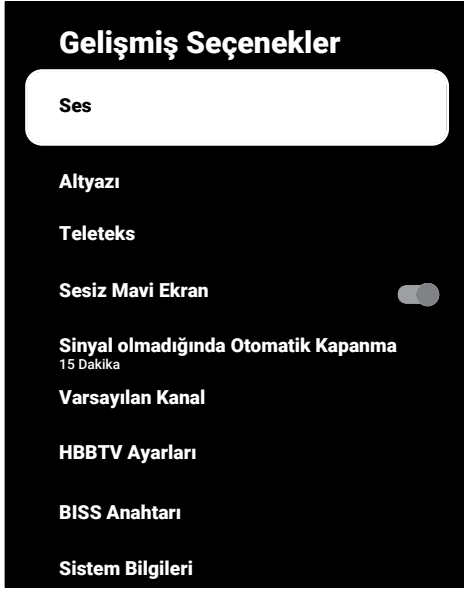 Gelişmiş Seçenekler
Ses
Altyazı
Teleteks
Sesiz Mavi Ekran
Sinyal olmadığında Otomatik Kapanma
15 Dakika
Varsayılan Kanal
HBBTV Ayarları
BISS Anahtarı
Sistem Bilgileri